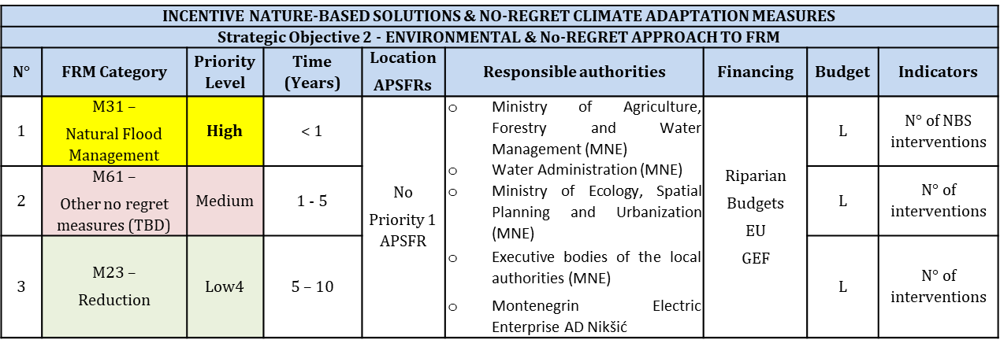 INCENTIVE NATURE-BASED SOLUTIONS & NO-REGRET CLIMATE ADAPTATION MEASURES
Strategic Objective 2 - ENVIRONMENTAL & No-REGRET APPROACH TO FRM
N°
FRM Category
Priority
Level
Time
(Years)
Location
APSFRs
Responsible authorities
Financing
Budget
Indicators
1
M31 –
Natural Flood
Management
High
< 1
No
Priority 1
APSFR
o Ministry of Agriculture,
Forestry and Water
Management (MNE)
o Water Administration (MNE)
o Ministry of Ecology, Spatial
Planning and Urbanization
(MNE)
o Executive bodies of the local
authorities (MNE)
o Montenegrin Electric
Enterprise AD Nikšić
Riparian
Budgets
EU
GEF
L
N° of NBS
interventions
2
M61 –
Other no regret
measures (TBD)
Medium
1 - 5
L
N° of
interventions
3
M23 –
Reduction
Low4
5 – 10
L
N° of
interventions